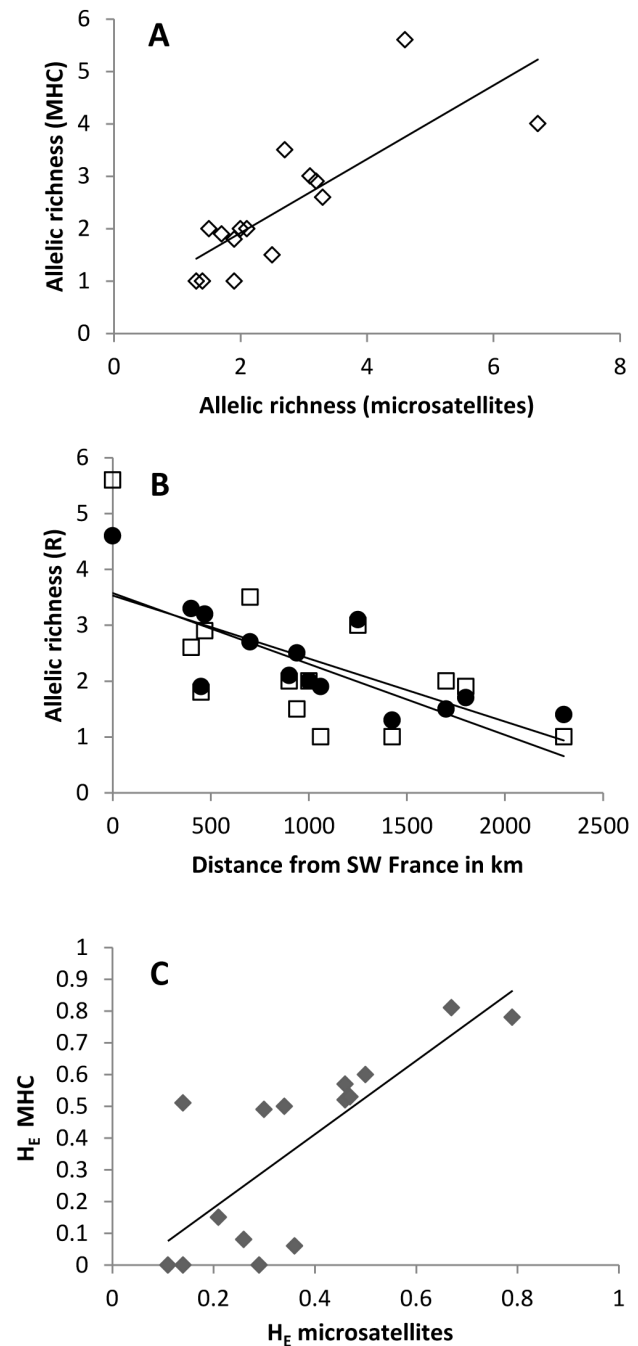 A
6
5
4
3
2
1
0
Allelic richness (MHC)
0 2 4 6 8
Allelic richness (microsatellites)
B
6
5
4
3
2
1
0
Allelic richness (R)
0 500 1000 1500 2000 2500
Distance from SW France in km
C
1
0.9
0.8
0.7
0.6
0.5
0.4
0.3
0.2
0.1
0
HE MHC
0 0.2 0.4 0.6 0.8 1
HE microsatellites